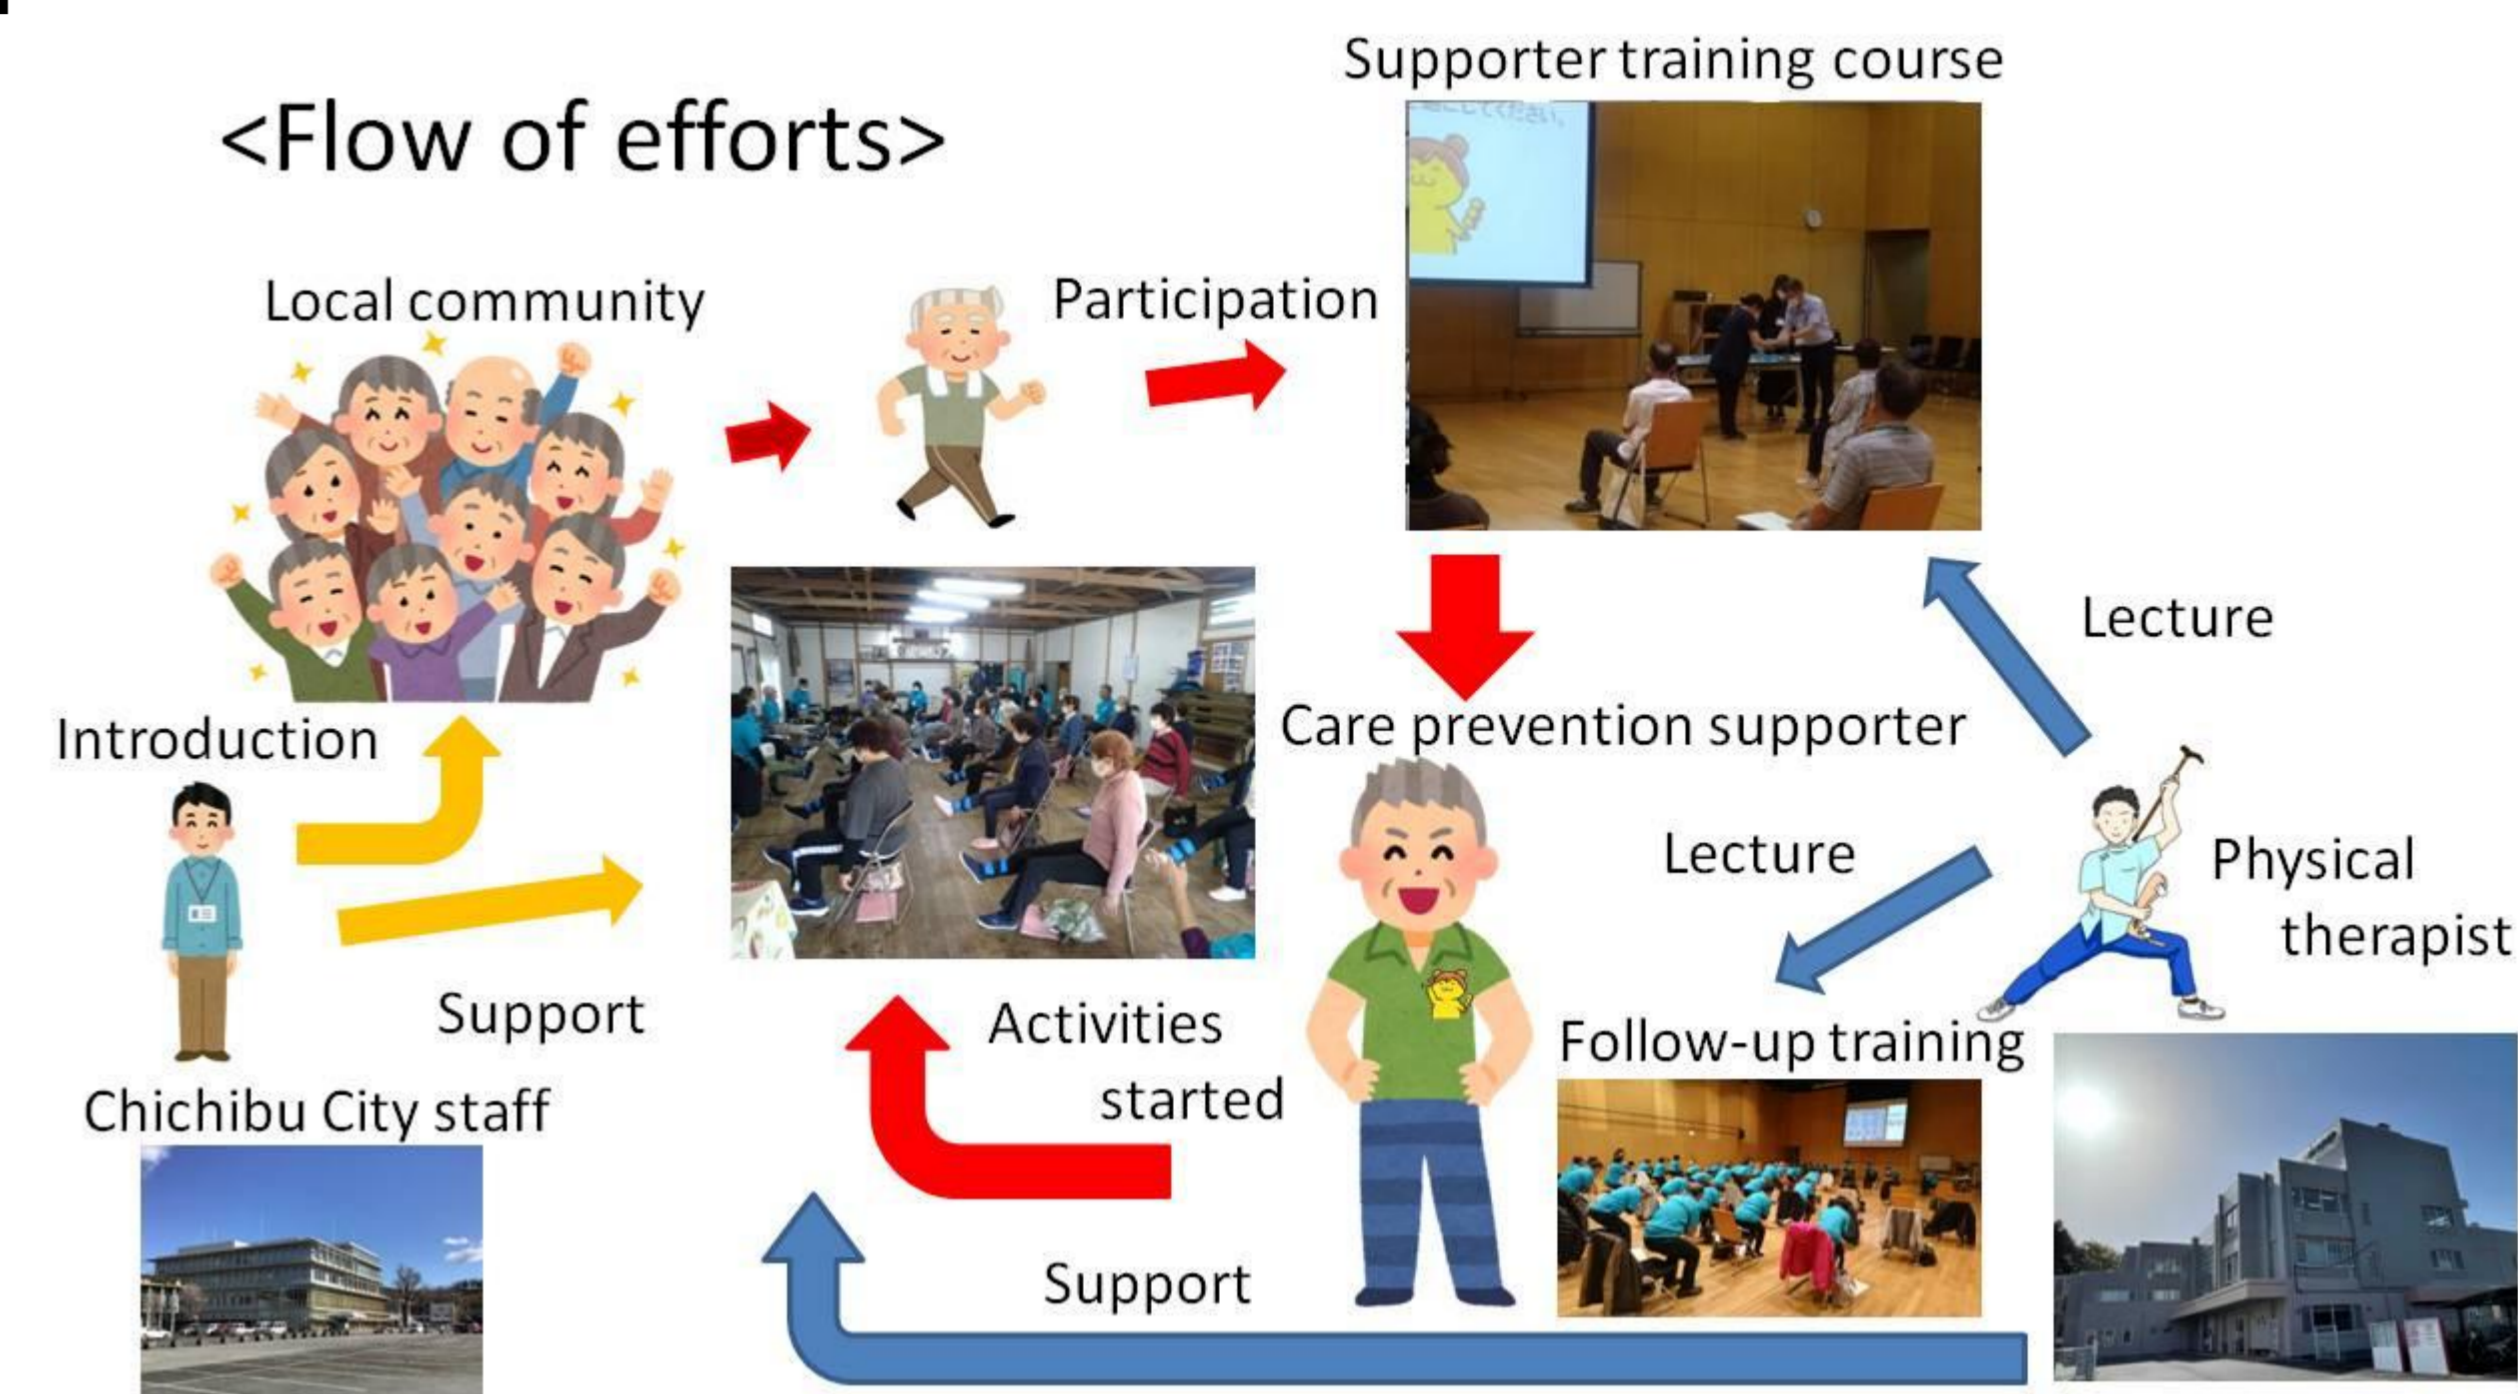 <Flow of efforts>
Supporter training course
Local community
Participation
Introduction
Lecture
Care prevention supporter
Lecture
Physical
therapist
Support
Activities
started
Follow-up training
Chichibu City staff
Support